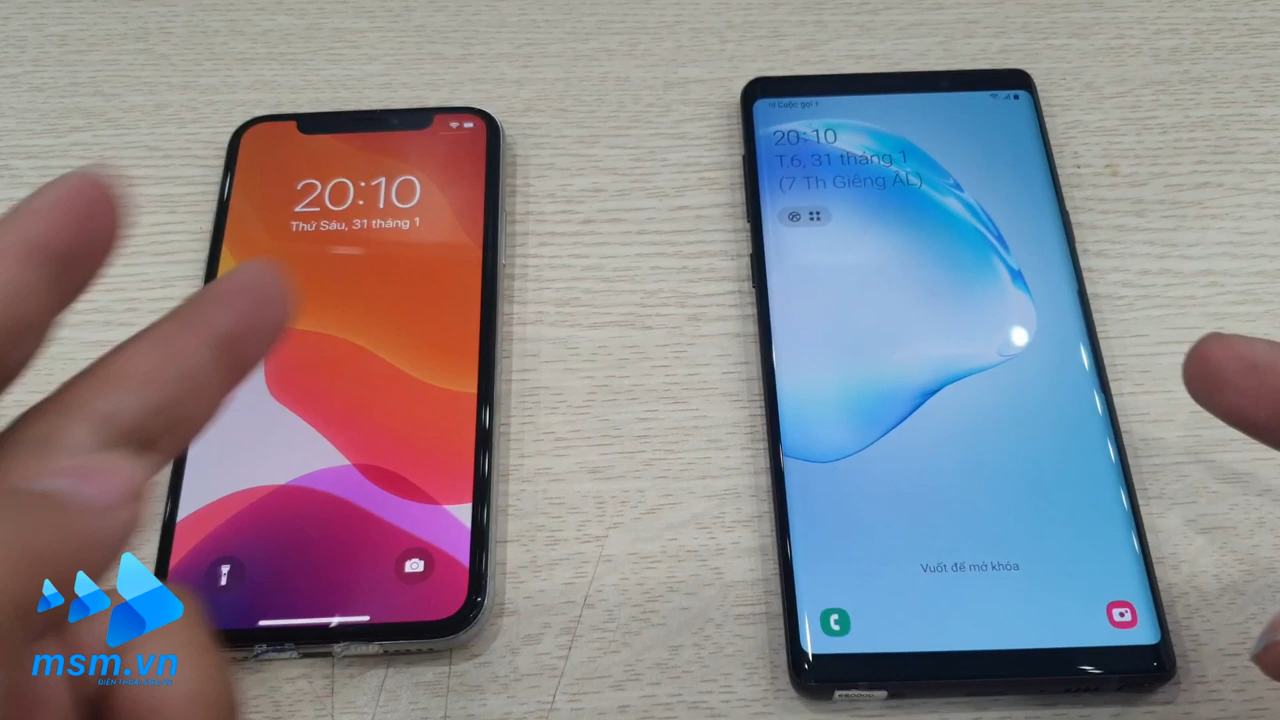 20:10
Thứ Sáu, 31 tháng 1
20:10
T.6, 31 tháng 1
(7 Th Giêng ÂL)
Vuốt để mở khóa
msm.vn